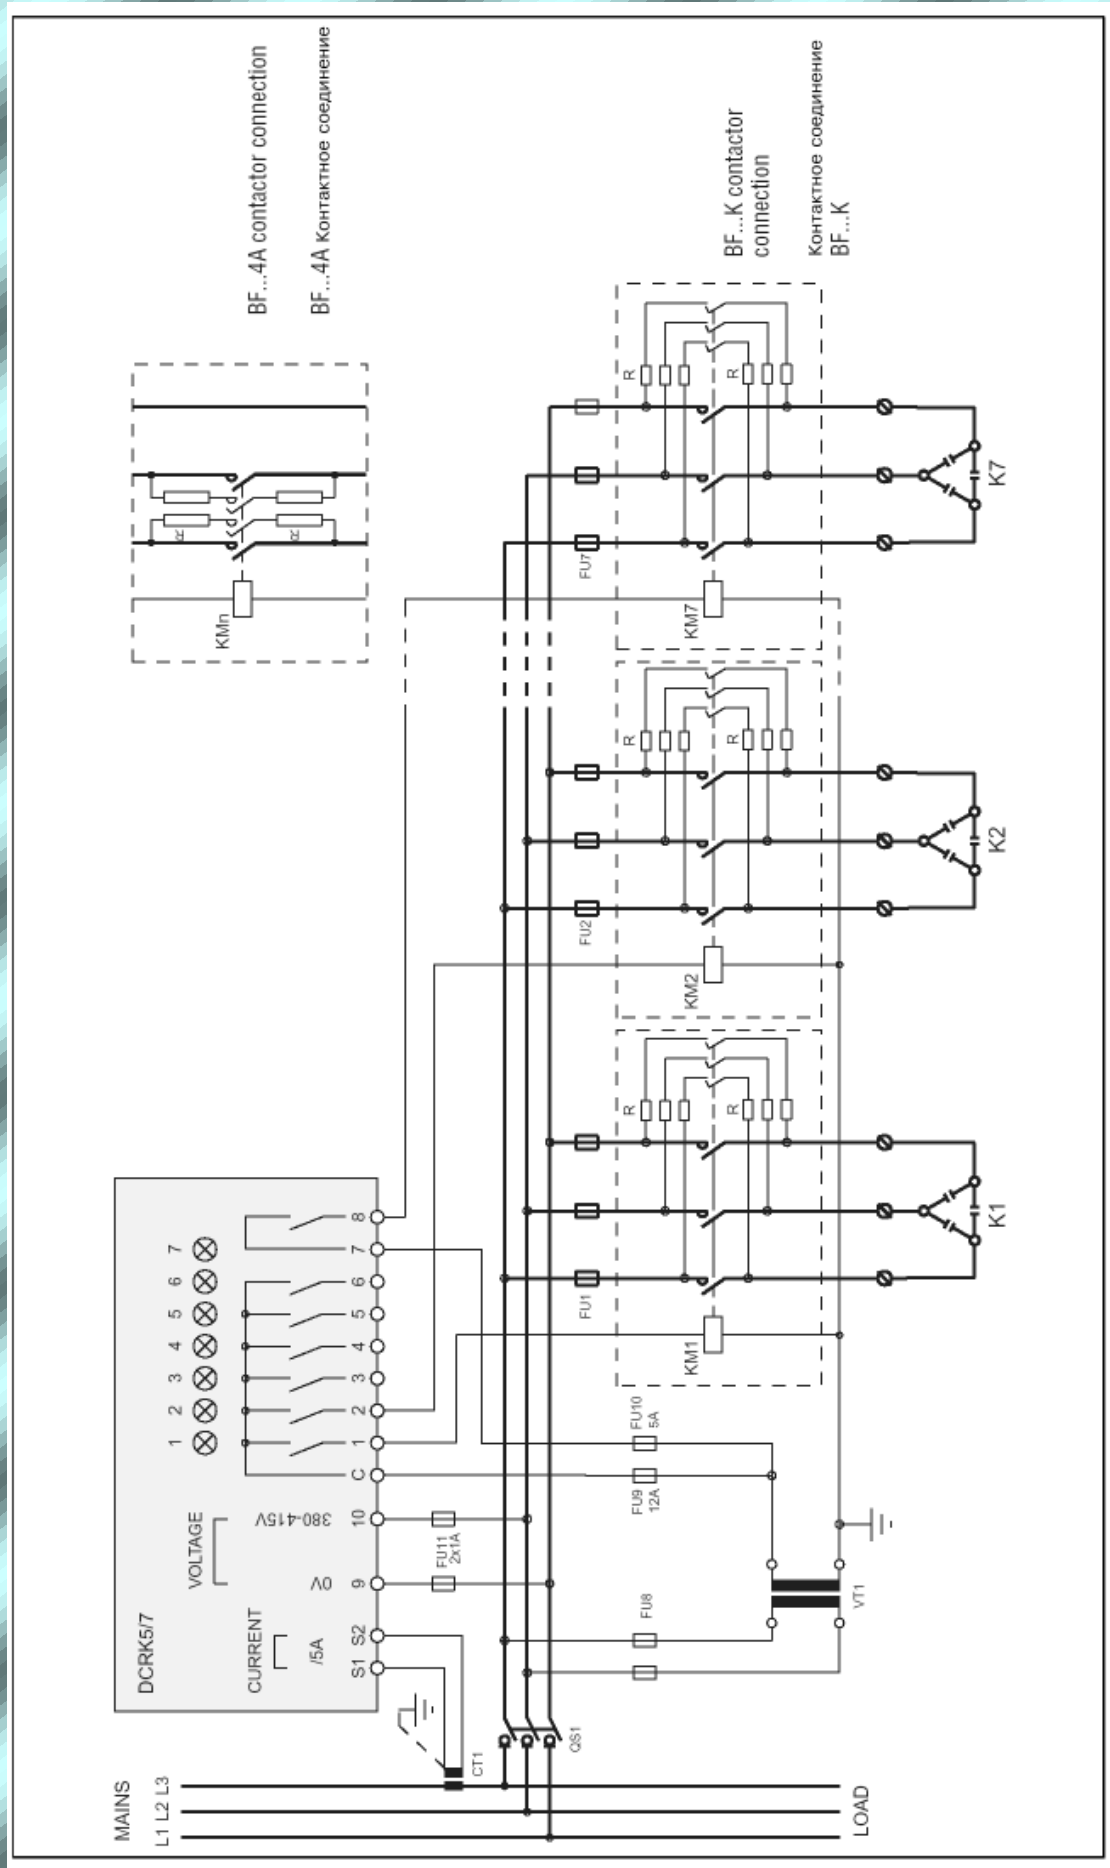 MAINS
L1 L2 L3
LOAD
CT1
QS1
DCRK5/7
CURRENT
/5A
S1 S2
VOLTAGE
0V
380-415V
9
10
C
1
2
3
4
5
6
7
8
1
2
3
4
5
6
7
FU11
2x1A
FU8
VT1
FU9
12A
FU10
5A
FU1
KM1
R
R
K1
FU2
KM2
R
R
K2
FU7
KM7
R
R
K7
KMn
R
R
BF...4A contactor connection
BF...4A Контактное соединение
BF...K contactor
connection
Контактное соединение
BF...K